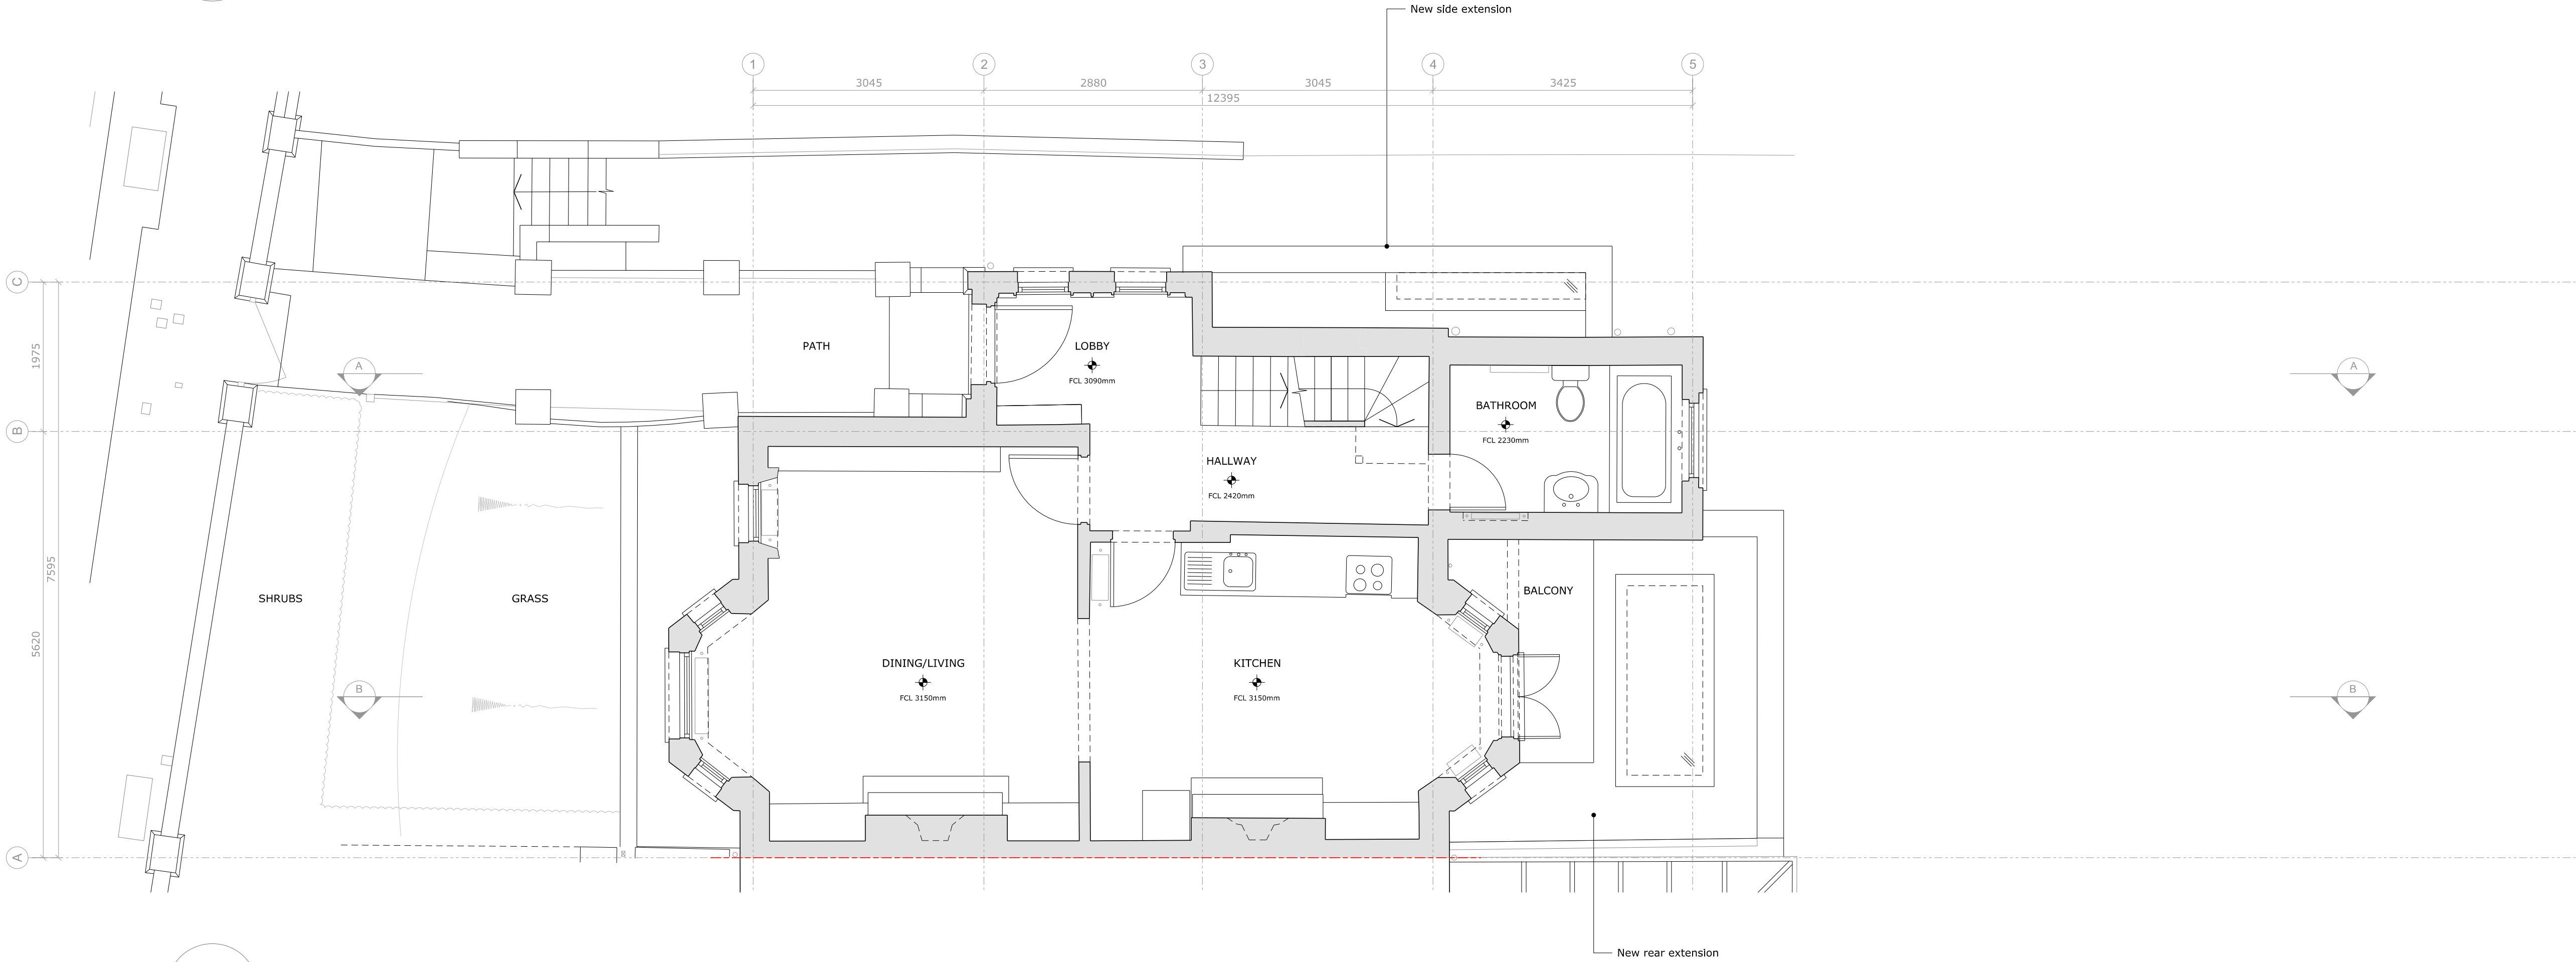 New side extension
1 2 3 4 5
3045 2880 3045 3425
12395
C
B
A
1975
7595
5620
A
A
B
B
PATH
LOBBY
FCL 3090mm
BATHROOM
FCL 2230mm
HALLWAY
FCL 2420mm
SHRUBS
GRASS
BALCONY
DINING/LIVING
FCL 3150mm
KITCHEN
FCL 3150mm
New rear extension